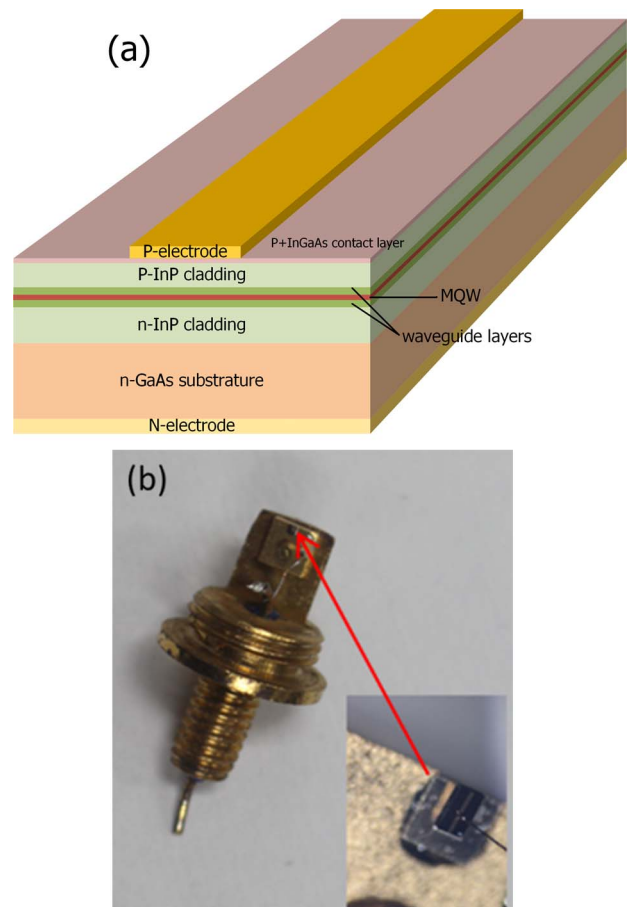 (a)
P+InGaAs contact layer
P-electrode
P-InP cladding
MQW
n-InP cladding
waveguide layers
n-GaAs substrature
N-electrode
(b)